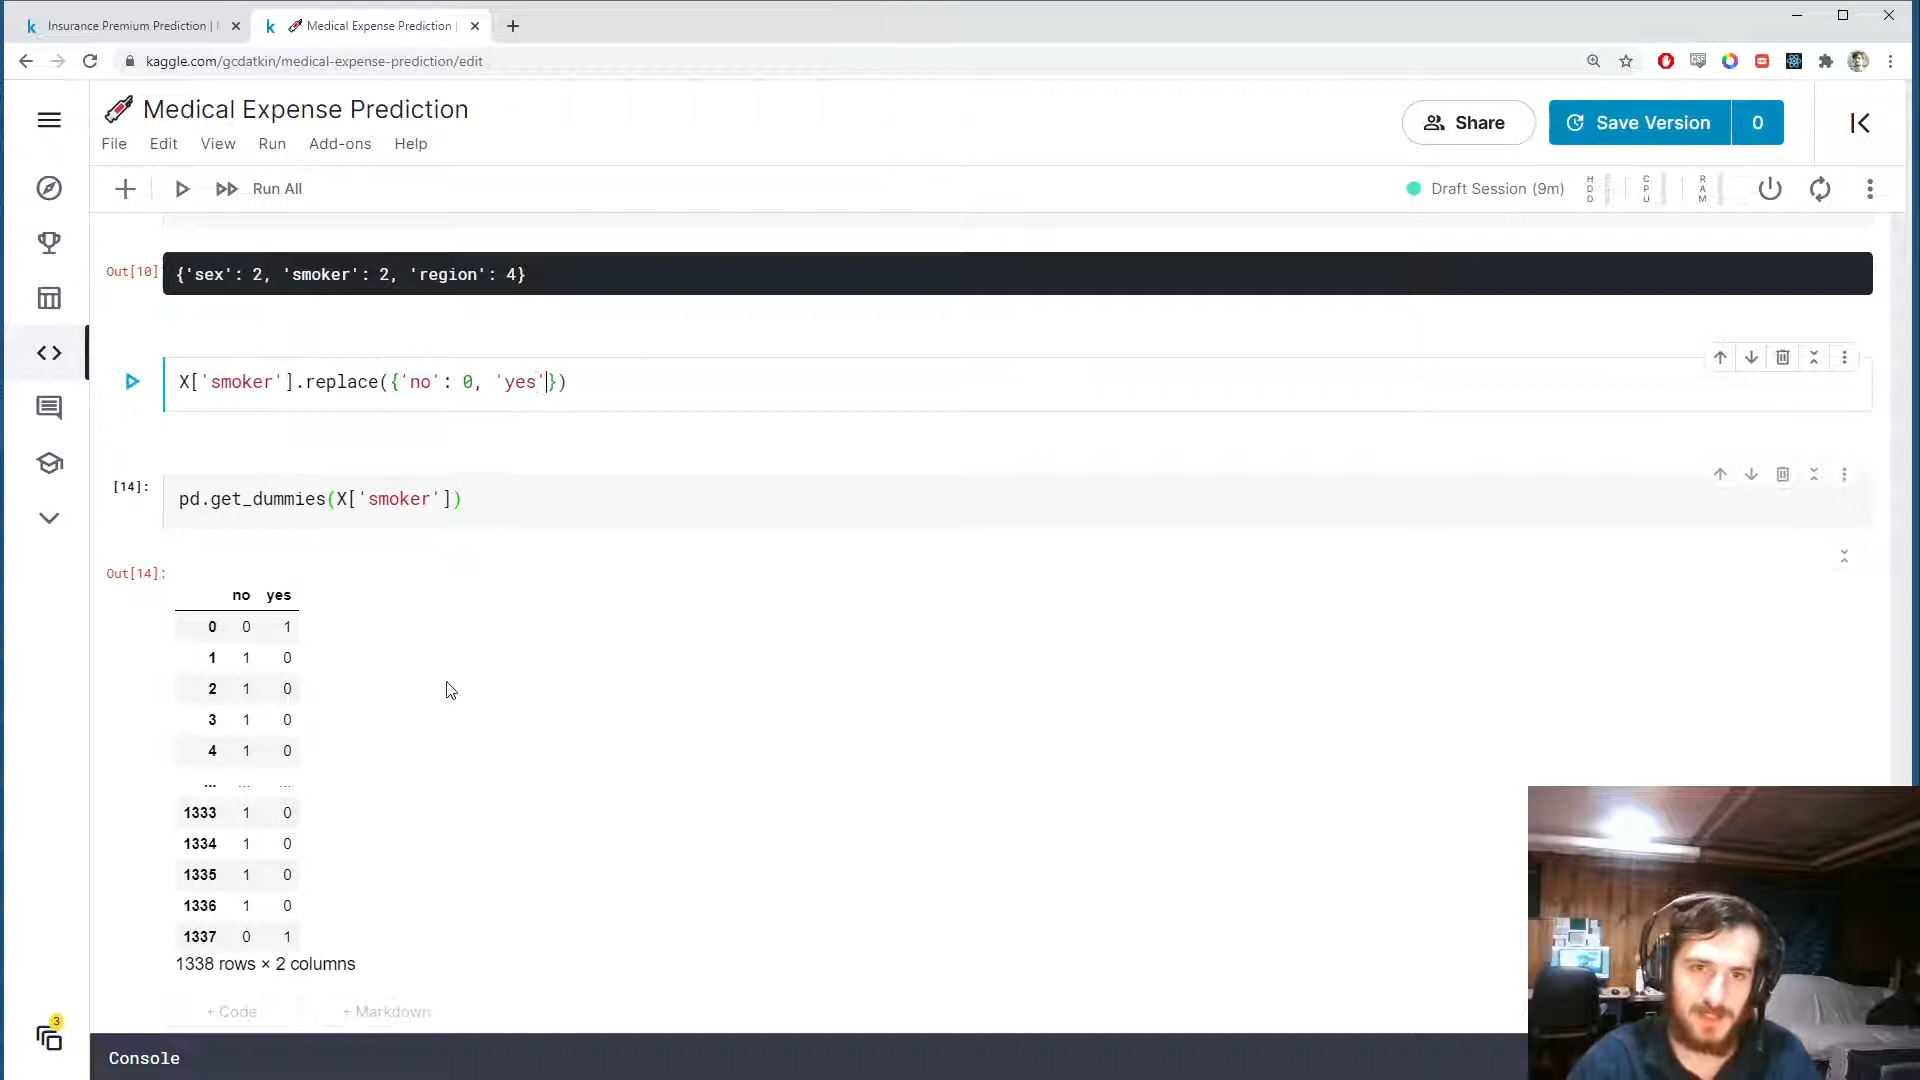 Insurance Premium Prediction |
Medical Expense Prediction |
kaggle.com/gcdatkin/medical-expense-prediction/edit
Medical Expense Prediction
File Edit View Run Add-ons Help
Share
Save Version 0
Run All
Draft Session (9m)
HDD
CPU
RAM
Out[10]
{'sex': 2, 'smoker': 2, 'region': 4}
X['smoker'].replace({'no': 0, 'yes'})
[14]:
pd.get_dummies(X['smoker'])
Out[14]:
no yes
0 0 1
1 1 0
2 1 0
3 1 0
4 1 0
... ... ...
1333 1 0
1334 1 0
1335 1 0
1336 1 0
1337 0 1
1338 rows × 2 columns
+ Code + Markdown
3
Console